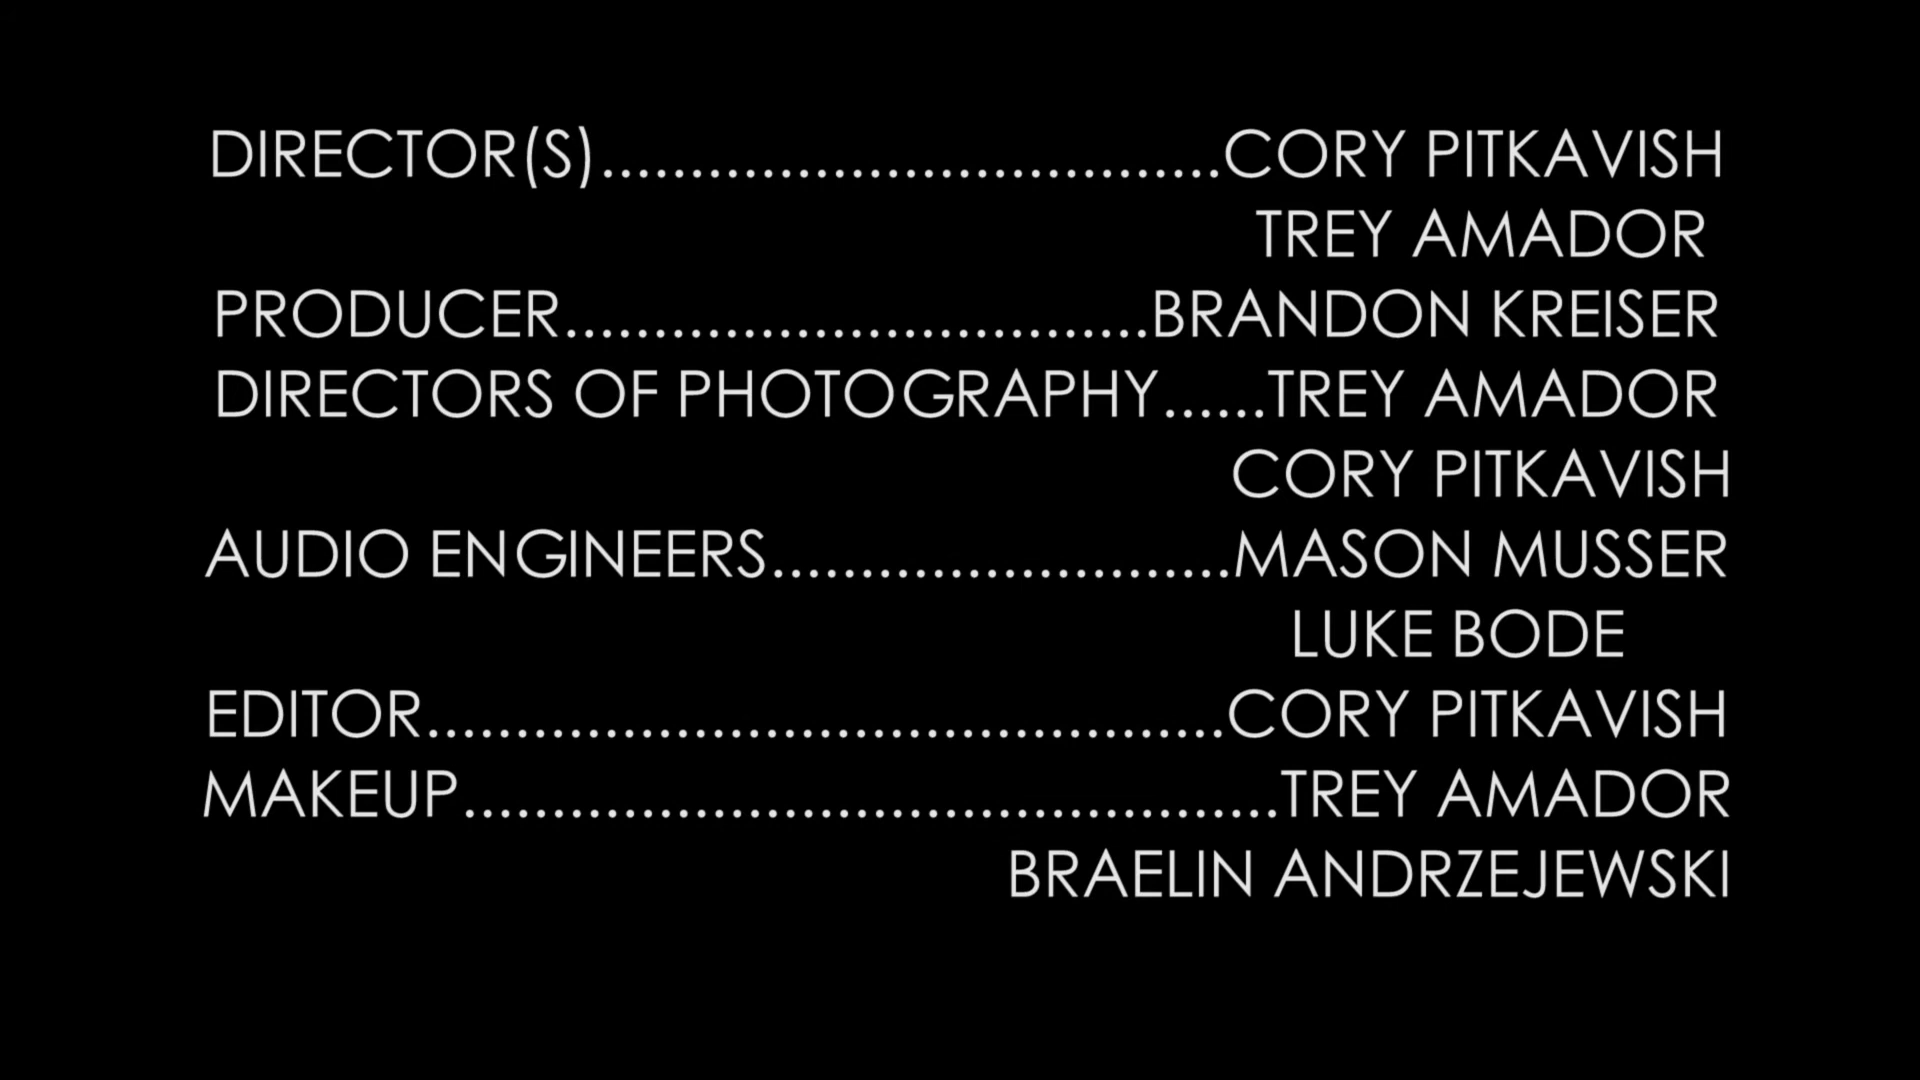 DIRECTOR(S)...................................CORY PITKAVISH
TREY AMADOR
PRODUCER.................................BRANDON KREISER
DIRECTORS OF PHOTOGRAPHY......TREY AMADOR
CORY PITKAVISH
AUDIO ENGINEERS..........................MASON MUSSER
LUKE BODE
EDITOR.............................................CORY PITKAVISH
MAKEUP..............................................TREY AMADOR
BRAELIN ANDRZEJEWSKI